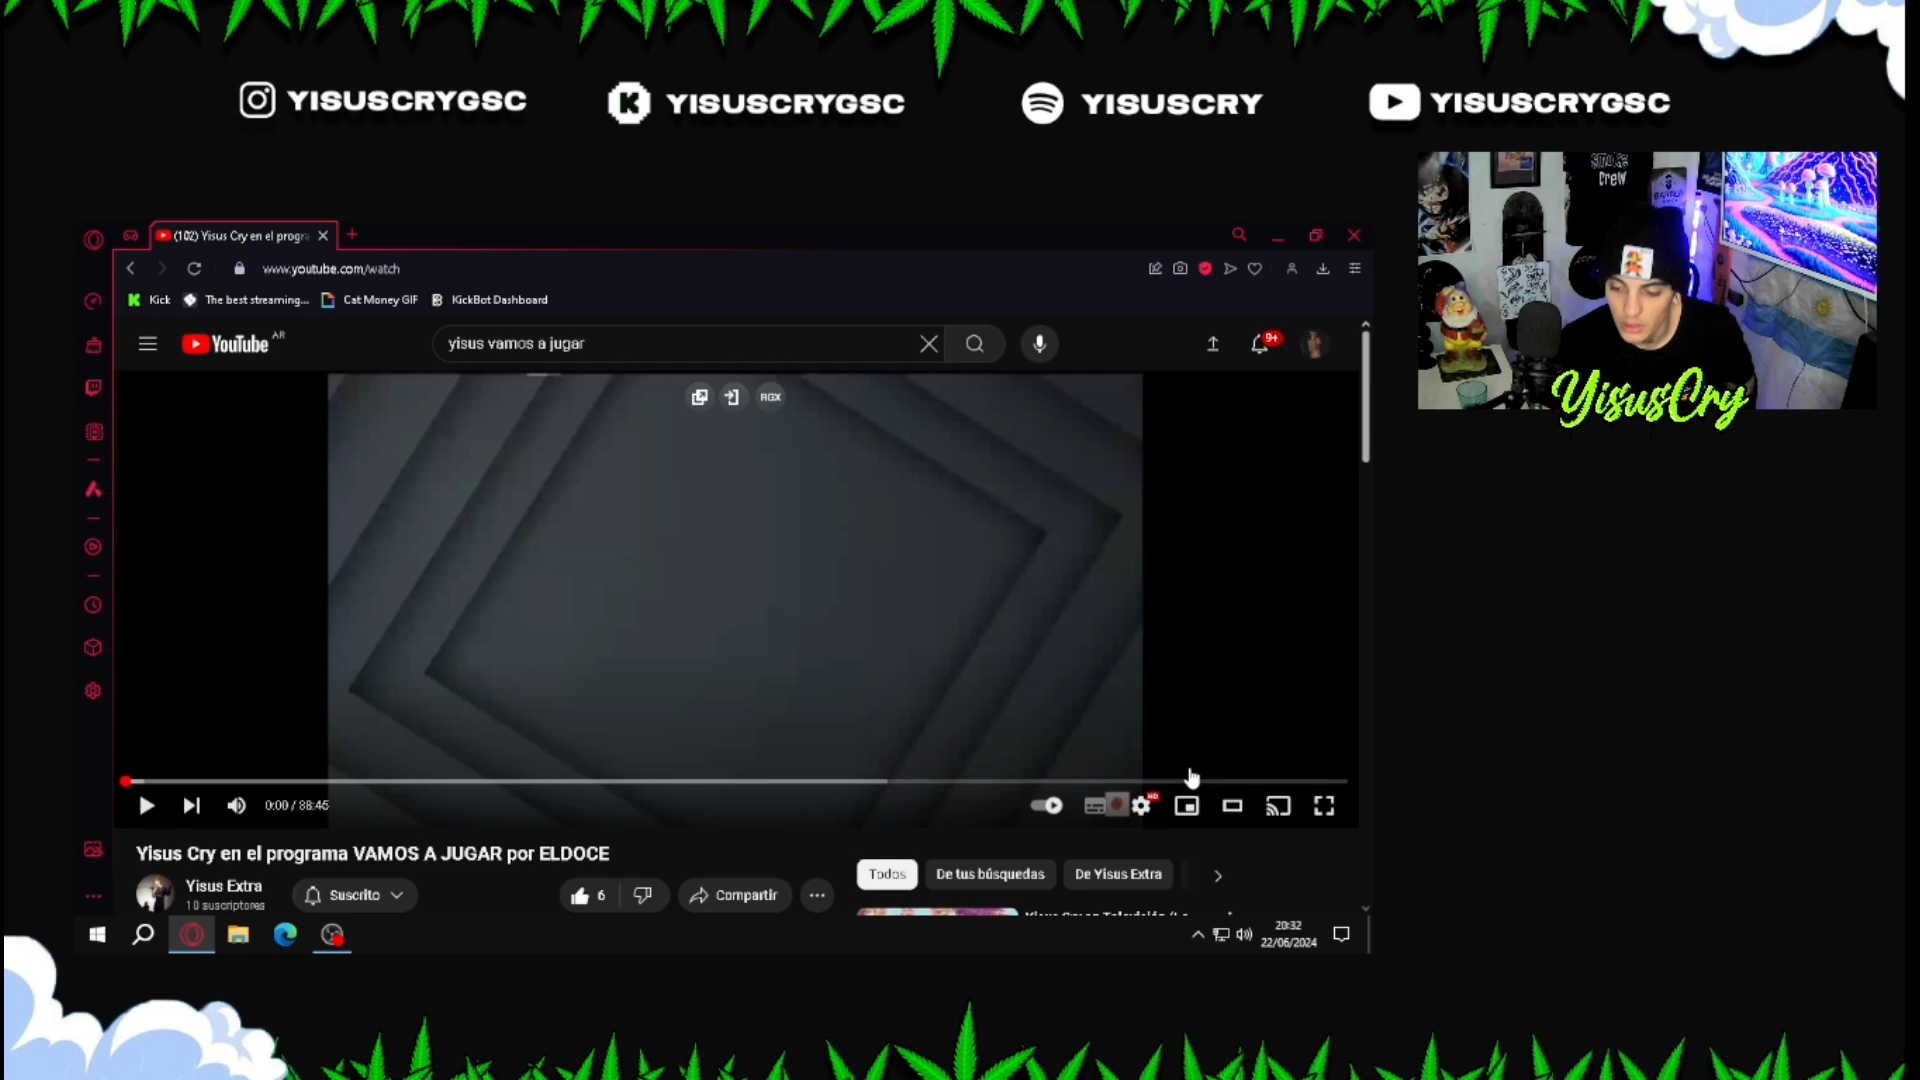 YISUSCRYGSC
YISUSCRYGSC
YISUSCRY
YISUSCRYGSC
smoke
Crew
YisusCry
(102) Yisus Cry en el progra
www.youtube.com/watch
Kick
The best streaming...
Cat Money GIF
KickBot Dashboard
YouTube AR
yisus vamos a jugar
9+
RGX
0:00 / 38:45
HD
Yisus Cry en el programa VAMOS A JUGAR por ELDOCE
Yisus Extra
10 suscriptores
Suscrito
6
Compartir
Todos
De tus búsquedas
De Yisus Extra
20:32
22/06/2024